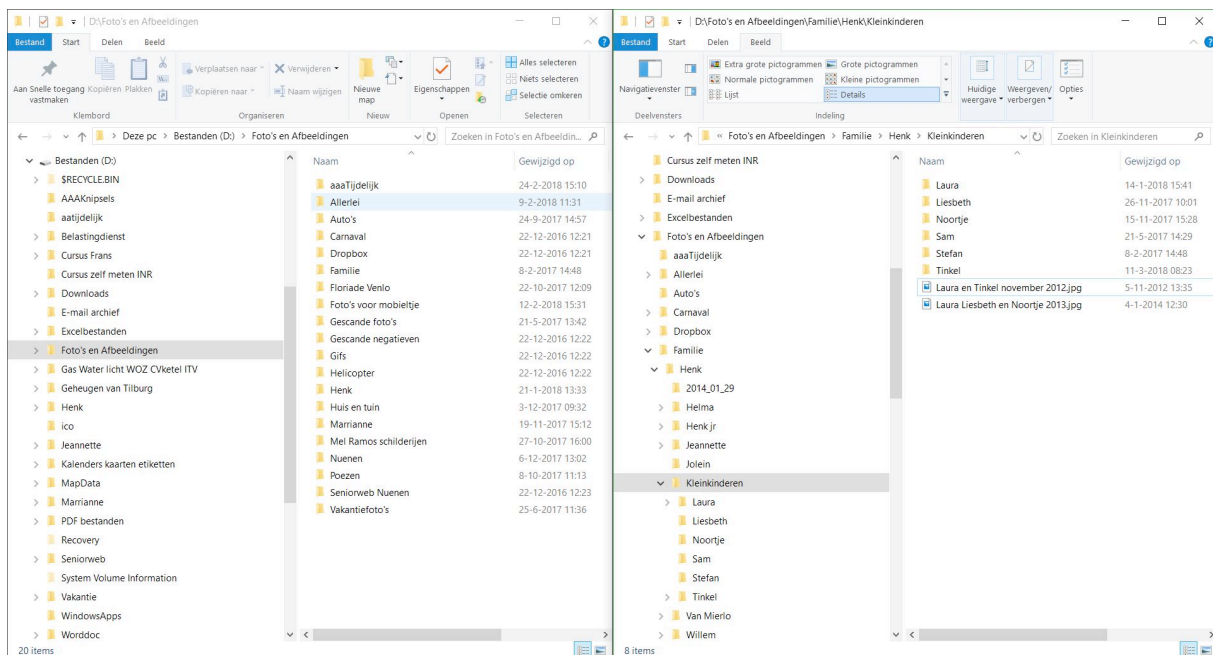 D:\Foto's en Afbeeldingen
Bestand Start Delen Beeld
Aan Snelle toegang vastmaken
Kopiëren
Plakken
Verplaatsen naar
Kopiëren naar
Verwijderen
Naam wijzigen
Nieuwe map
Eigenschappen
Alles selecteren
Niets selecteren
Selectie omkeren
Klembord Organiseren Nieuw Openen Selecteren
Deze pc > Bestanden (D:) > Foto's en Afbeeldingen
Zoeken in Foto's en Afbeeldin...
Bestanden (D:)
$RECYCLE.BIN
AAAKnipsels
aatijdelijk
Belastingdienst
Cursus Frans
Cursus zelf meten INR
Downloads
E-mail archief
Excelbestanden
Foto's en Afbeeldingen
Gas Water licht WOZ CVketel ITV
Geheugen van Tilburg
Henk
ico
Jeannette
Kalenders kaarten etiketten
MapData
Marrianne
PDF bestanden
Recovery
Seniorweb
System Volume Information
Vakantie
WindowsApps
Worddoc
Naam Gewijzigd op
aaaTijdelijk 24-2-2018 15:10
Allerlei 9-2-2018 11:31
Auto's 24-9-2017 14:57
Carnaval 22-12-2016 12:21
Dropbox 22-12-2016 12:21
Familie 8-2-2017 14:48
Floriade Venlo 22-10-2017 12:09
Foto's voor mobieltje 12-2-2018 15:31
Gescande foto's 21-5-2017 13:42
Gescande negatieven 22-12-2016 12:22
Gifs 22-12-2016 12:22
Helicopter 22-12-2016 12:22
Henk 21-1-2018 13:33
Huis en tuin 3-12-2017 09:32
Marrianne 19-11-2017 15:12
Mel Ramos schilderijen 27-10-2017 16:00
Nuenen 6-12-2017 13:02
Poezen 8-10-2017 11:13
Seniorweb Nuenen 22-12-2016 12:23
Vakantiefoto's 25-6-2017 11:36
20 items
D:\Foto's en Afbeeldingen\Familie\Henk\Kleinkinderen
Bestand Start Delen Beeld
Navigatievenster
Extra grote pictogrammen
Grote pictogrammen
Normale pictogrammen
Kleine pictogrammen
Lijst
Details
Huidige weergave
Weergeven/ verbergen
Opties
Deelvensters Indeling
« Foto's en Afbeeldingen > Familie > Henk > Kleinkinderen
Zoeken in Kleinkinderen
Cursus zelf meten INR
Downloads
E-mail archief
Excelbestanden
Foto's en Afbeeldingen
aaaTijdelijk
Allerlei
Auto's
Carnaval
Dropbox
Familie
Henk
2014_01_29
Helma
Henk jr
Jeannette
Jolein
Kleinkinderen
Laura
Liesbeth
Noortje
Sam
Stefan
Tinkel
Van Mierlo
Willem
Naam Gewijzigd op
Laura 14-1-2018 15:41
Liesbeth 26-11-2017 10:01
Noortje 15-11-2017 15:28
Sam 21-5-2017 14:29
Stefan 8-2-2017 14:48
Tinkel 11-3-2018 08:23
Laura en Tinkel november 2012.jpg 5-11-2012 13:35
Laura Liesbeth en Noortje 2013.jpg 4-1-2014 12:30
8 items